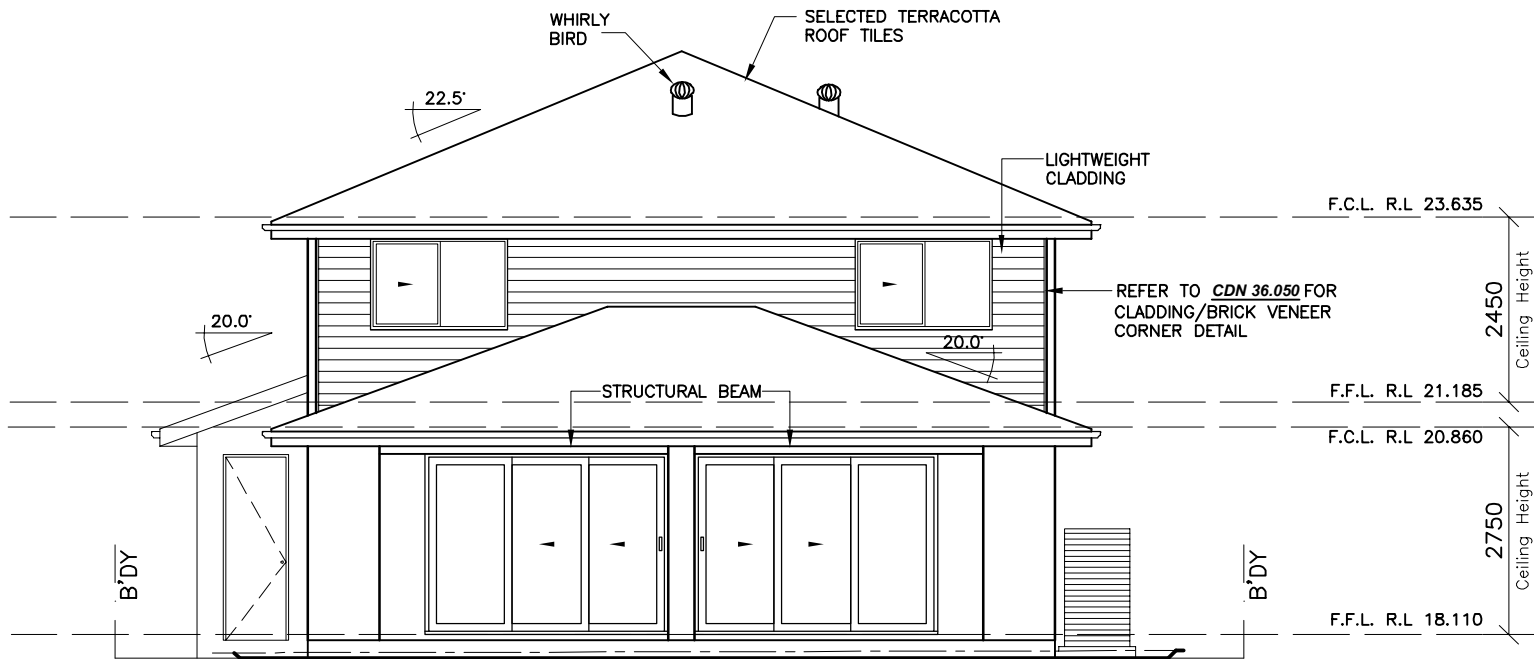 WHIRLY
BIRD
SELECTED TERRACOTTA
ROOF TILES
22.5°
LIGHTWEIGHT
CLADDING
F.C.L. R.L 23.635
REFER TO CDN 36.050 FOR
CLADDING/BRICK VENEER
CORNER DETAIL
2450
Ceiling Height
20.0°
20.0°
STRUCTURAL BEAM
F.F.L. R.L 21.185
F.C.L. R.L 20.860
2750
Ceiling Height
B'DY
B'DY
F.F.L. R.L 18.110